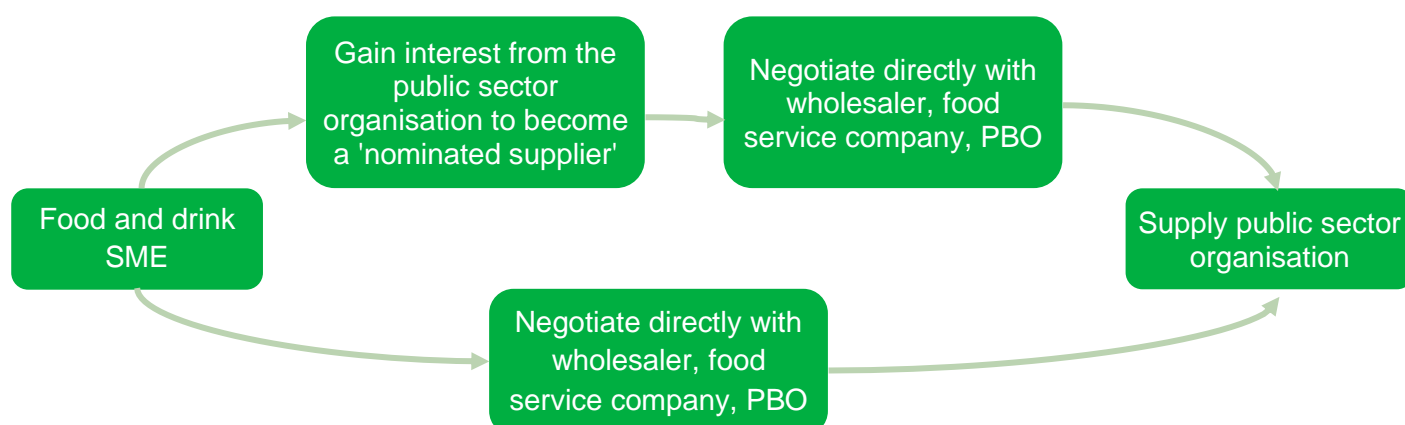 Gain interest from the
public sector
organisation to become
a 'nominated supplier'
Negotiate directly with
wholesaler, food
service company, PBO
Food and drink
SME
Supply public sector
organisation
Negotiate directly with
wholesaler, food
service company, PBO